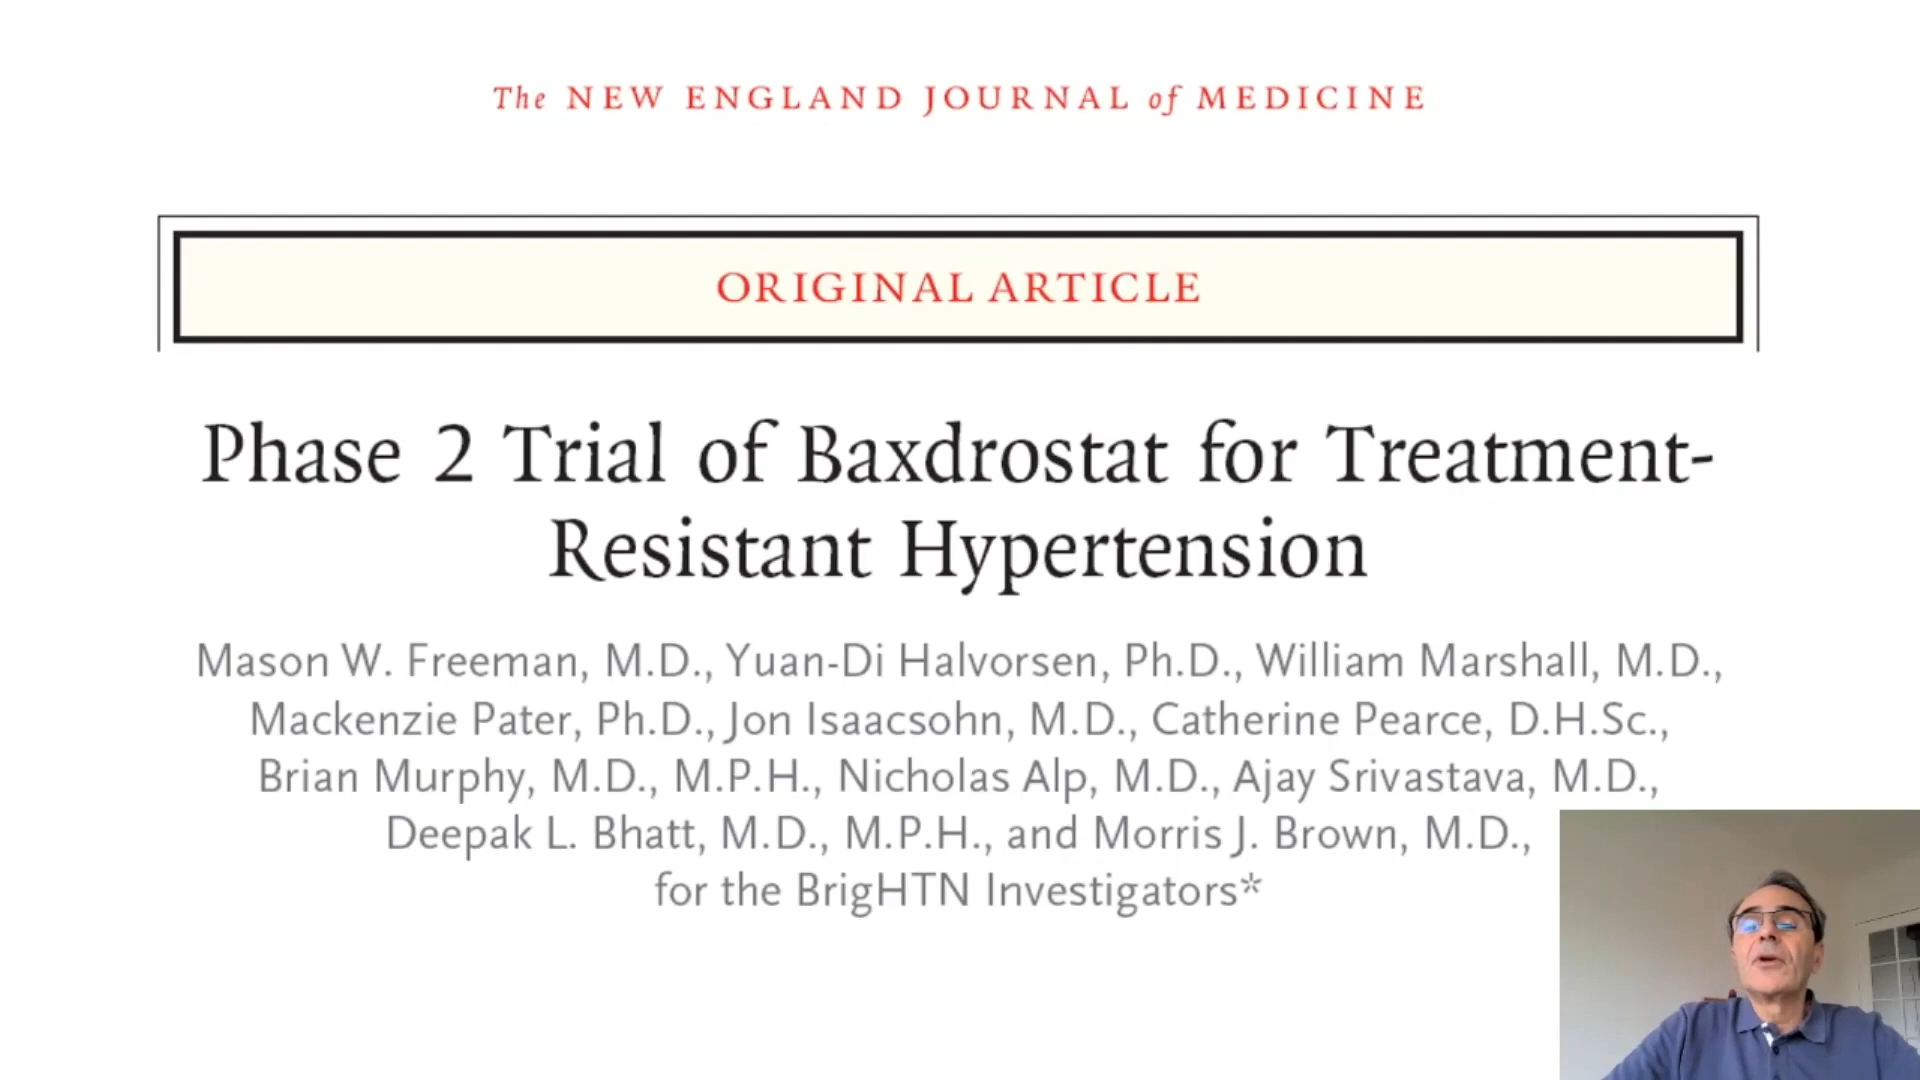 The NEW ENGLAND JOURNAL of MEDICINE
ORIGINAL ARTICLE
Phase 2 Trial of Baxdrostat for Treatment-
Resistant Hypertension
Mason W. Freeman, M.D., Yuan-Di Halvorsen, Ph.D., William Marshall, M.D.,
Mackenzie Pater, Ph.D., Jon Isaacsohn, M.D., Catherine Pearce, D.H.Sc.,
Brian Murphy, M.D., M.P.H., Nicholas Alp, M.D., Ajay Srivastava, M.D.,
Deepak L. Bhatt, M.D., M.P.H., and Morris J. Brown, M.D.,
for the BrigHTN Investigators*